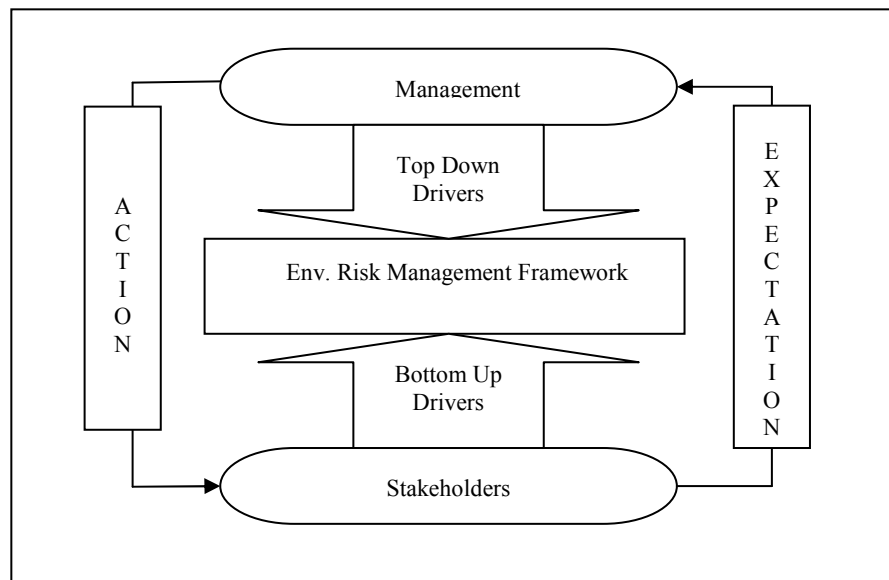 Management
Top Down
Drivers
A
C
T
I
O
N
E
X
P
E
C
T
A
T
I
O
N
Env. Risk Management Framework
Bottom Up
Drivers
Stakeholders